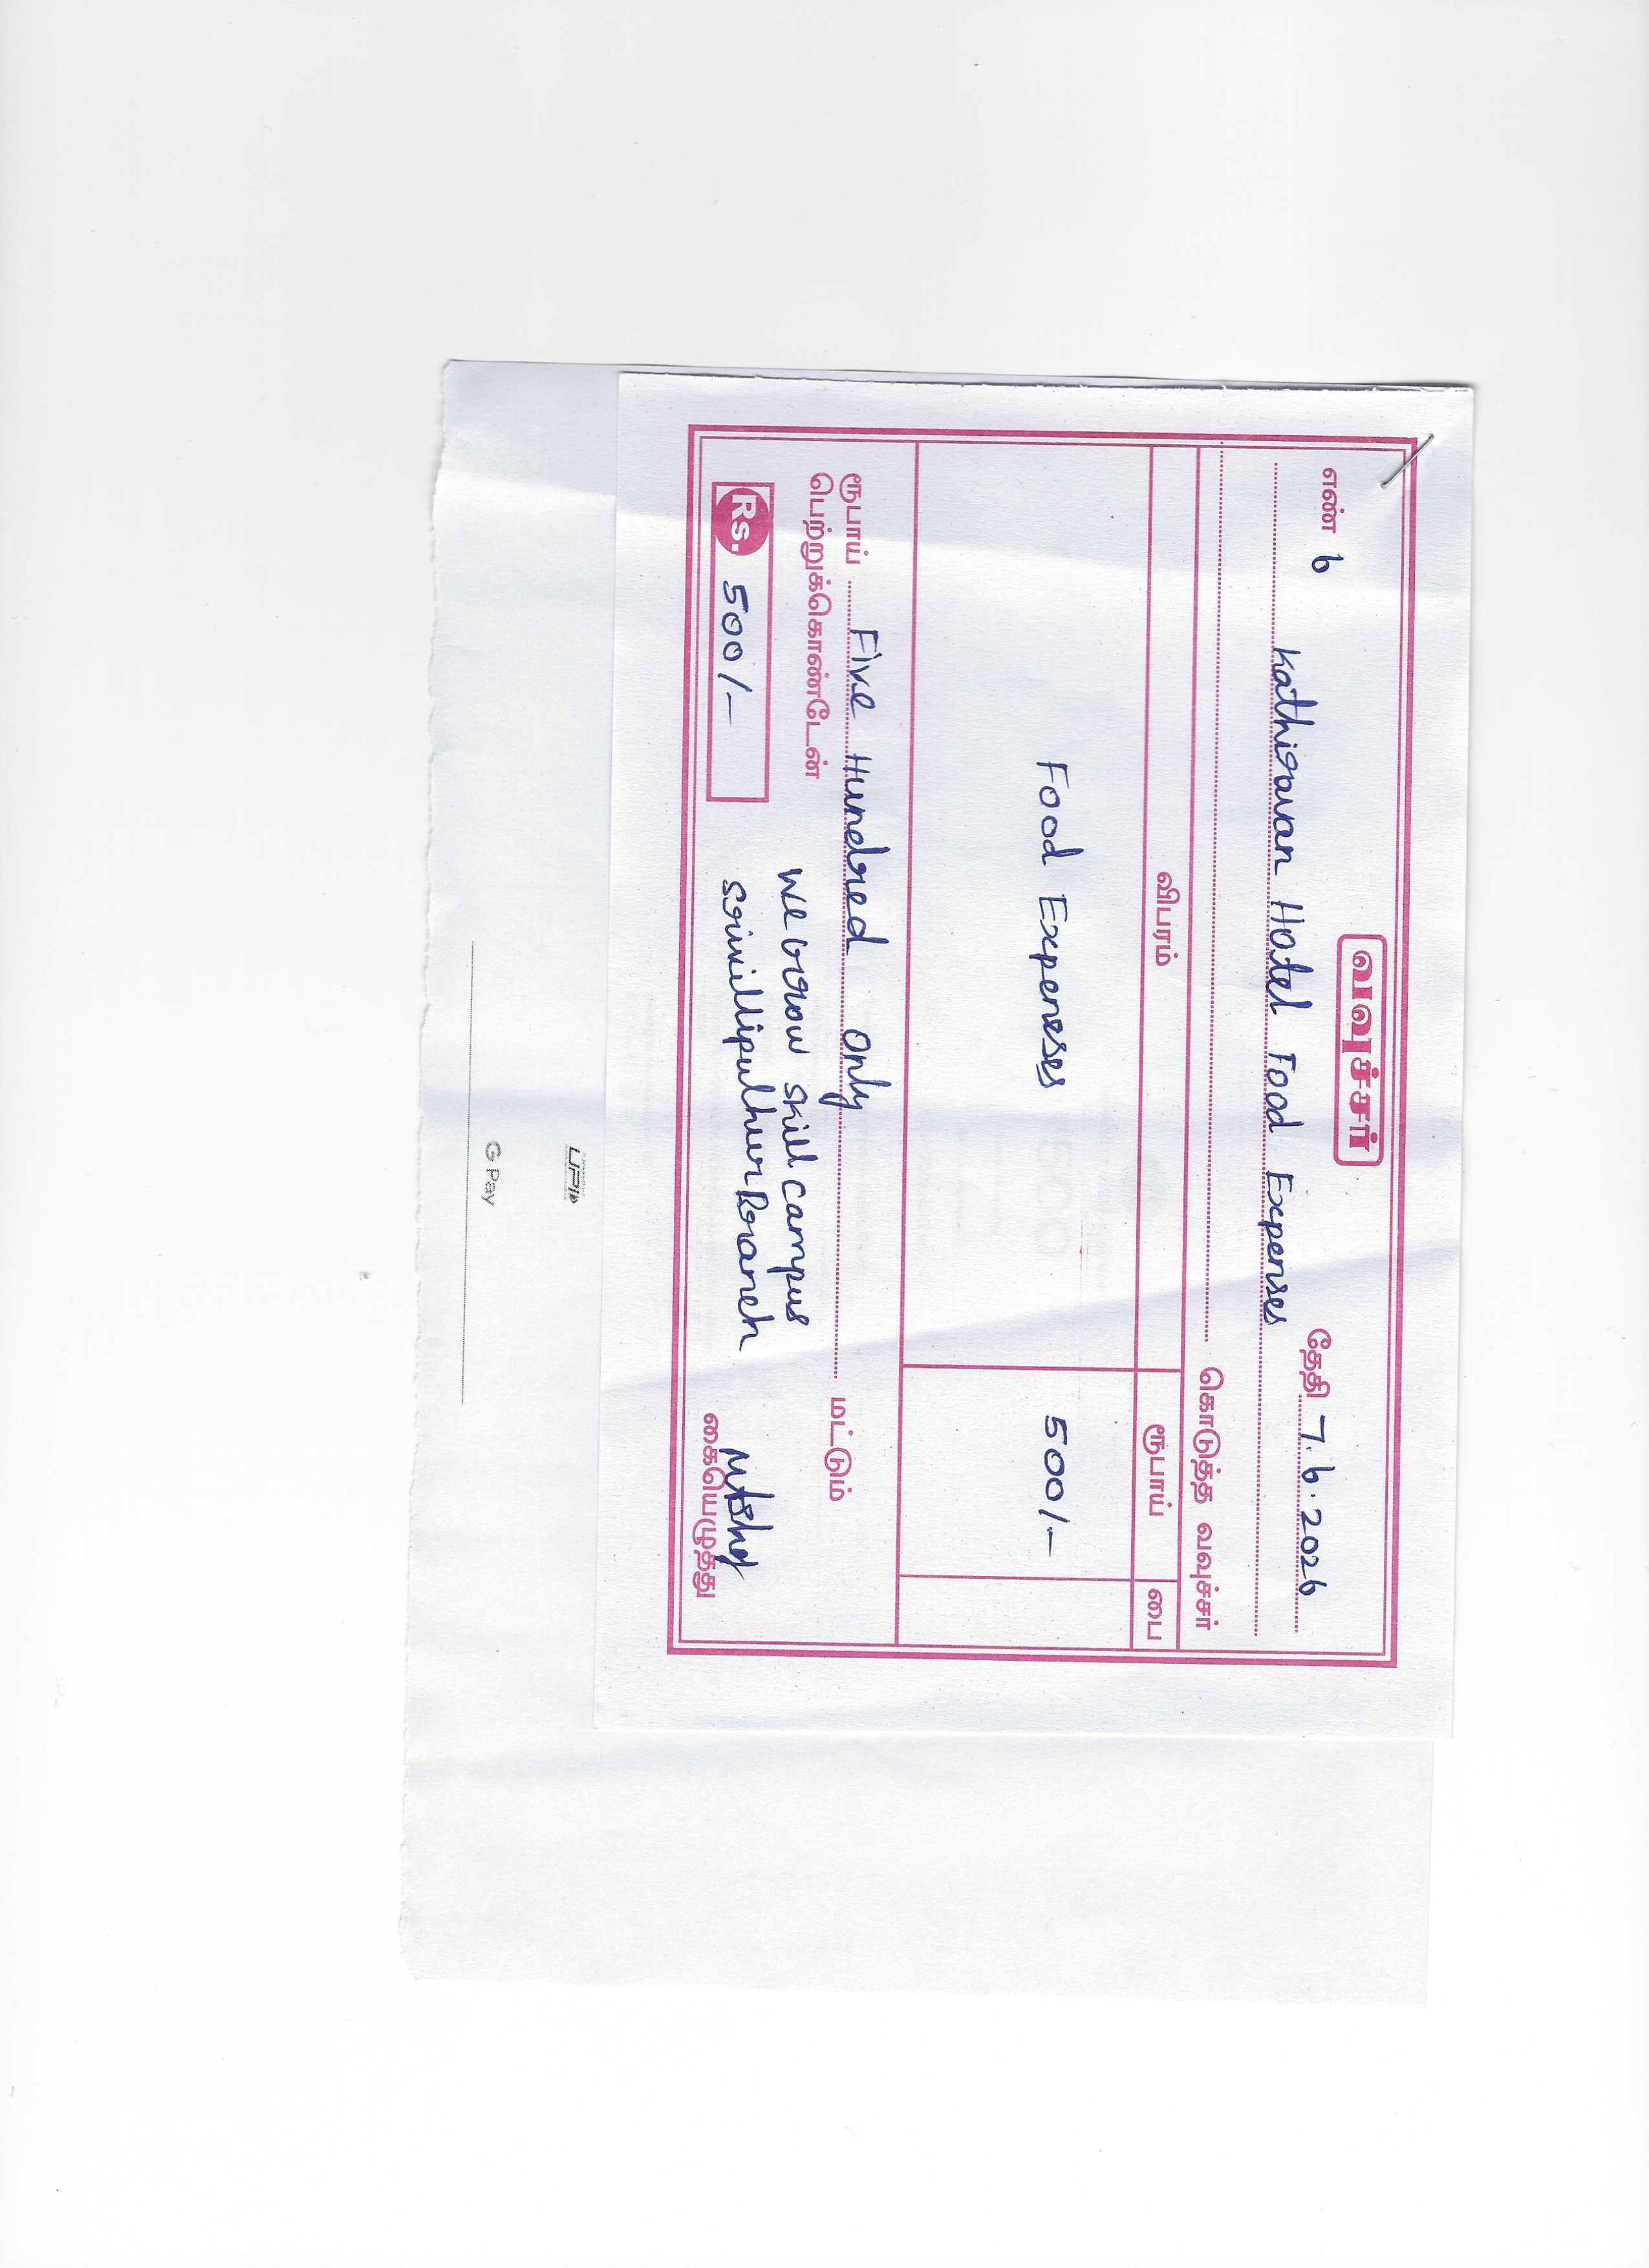 வவுச்சர்
எண் 6 தேதி 7.6.2026
Kathiravan Hotel Food Expenses
கொடுத்த வவுச்சர்
விபரம் ரூபாய் பை
Food Expenses 500/-
ரூபாய் Five Hundred Only மட்டும்
பெற்றுக்கொண்டேன்
We Grow Skill Campus
Rs. 500/- Srivilliputhur Branch
கையெழுத்து
UPI
G Pay